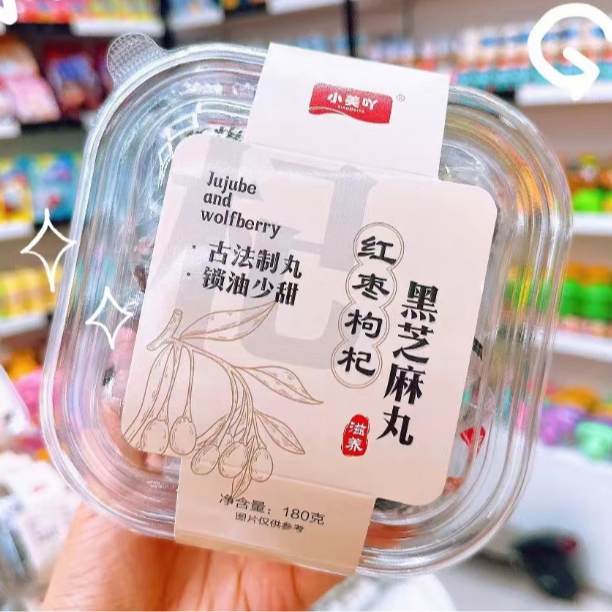 小美吖
®
Jujube
and
wolfberry
· 古法制丸
· 锁油少甜
红枣枸杞
黑芝麻丸
滋养
净含量：180克
图片仅供参考